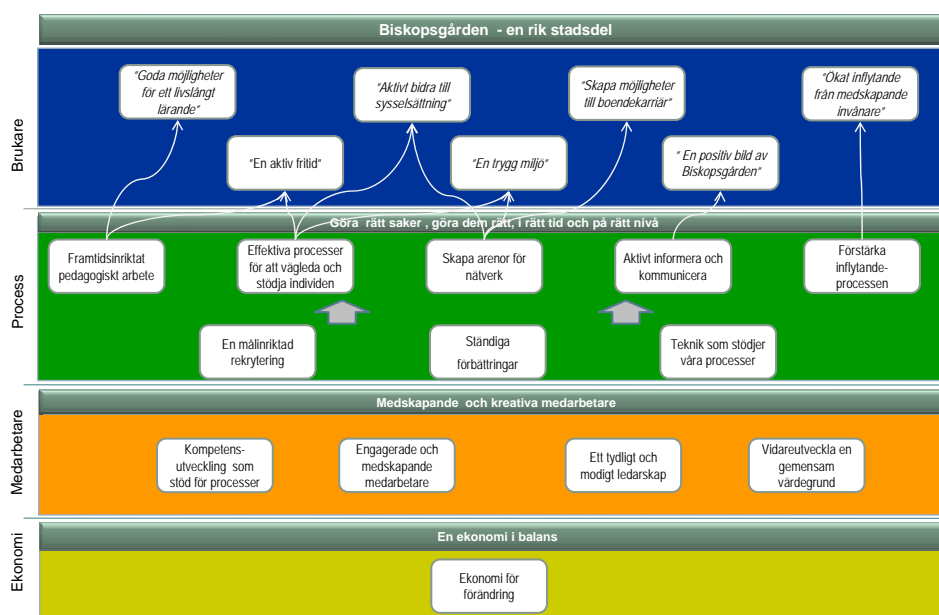 Biskopsgården - en rik stadsdel
Brukare
"Goda möjligheter
för ett livslångt
lärande"
"Aktivt bidra till
sysselsättning"
"Skapa möjligheter
till boendekarriär"
"Ökat inflytande
från medskapande
invånare"
"En aktiv fritid"
"En trygg miljö"
" En positiv bild av
Biskopsgården"
Göra rätt saker , göra dem rätt, i rätt tid och på rätt nivå
Process
Framtidsinriktat
pedagogiskt arbete
Effektiva processer
för att vägleda och
stödja individen
Skapa arenor för
nätverk
Aktivt informera och
kommunicera
Förstärka
inflytande-
processen
En målinriktad
rekrytering
Ständiga
förbättringar
Teknik som stödjer
våra processer
Medskapande och kreativa medarbetare
Medarbetare
Kompetens-
utveckling som
stöd för processer
Engagerade och
medskapande
medarbetare
Ett tydligt och
modigt ledarskap
Vidareutveckla en
gemensam
värdegrund
En ekonomi i balans
Ekonomi
Ekonomi för
förändring